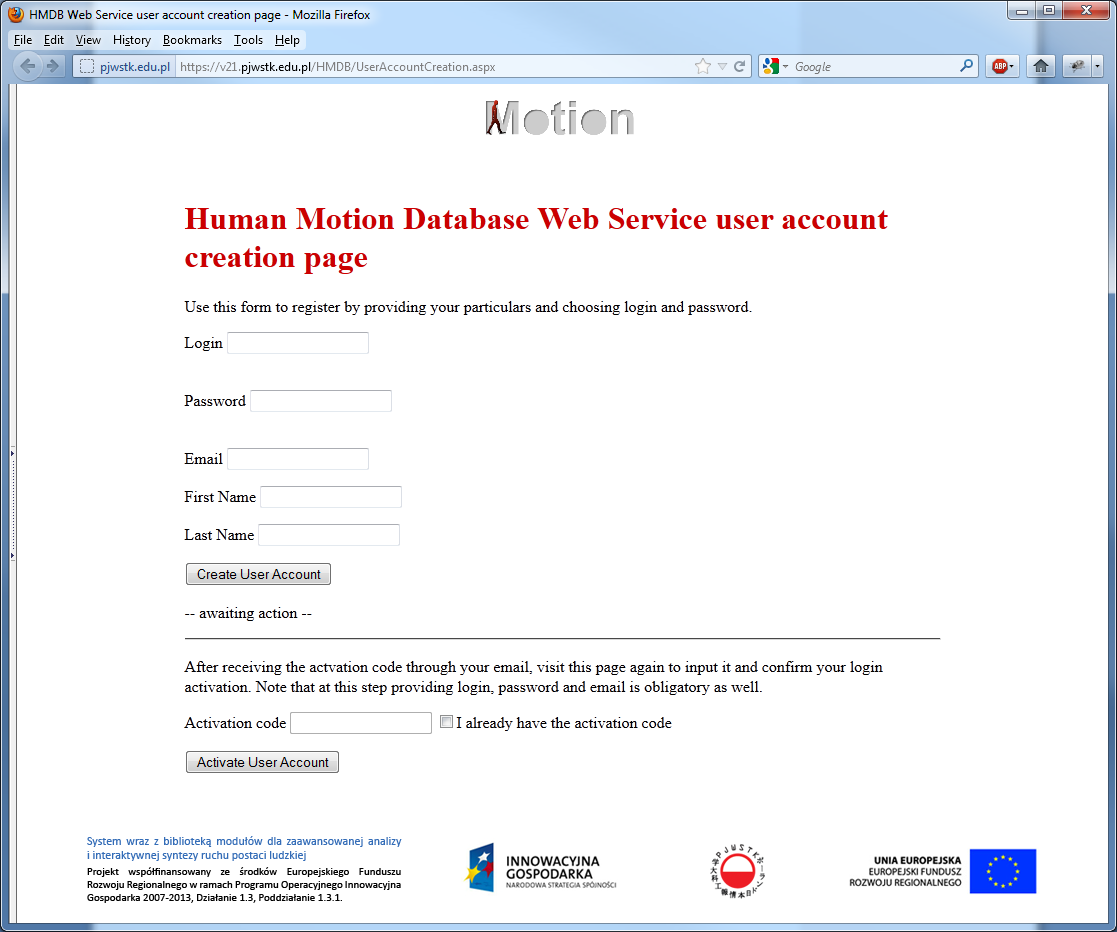 HMDB Web Service user account creation page - Mozilla Firefox
File Edit View History Bookmarks Tools Help
pjwstk.edu.pl https://v21.pjwstk.edu.pl/HMDB/UserAccountCreation.aspx Google ABP
Motion
Human Motion Database Web Service user account
creation page
Use this form to register by providing your particulars and choosing login and password.
Login
Password
Email
First Name
Last Name
Create User Account
-- awaiting action --
After receiving the actvation code through your email, visit this page again to input it and confirm your login
activation. Note that at this step providing login, password and email is obligatory as well.
Activation code I already have the activation code
Activate User Account
System wraz z biblioteką modułów dla zaawansowanej analizy
i interaktywnej syntezy ruchu postaci ludzkiej
Projekt współfinansowany ze środków Europejskiego Funduszu
Rozwoju Regionalnego w ramach Programu Operacyjnego Innowacyjna
Gospodarka 2007-2013, Działanie 1.3, Poddziałanie 1.3.1.
INNOWACYJNA
GOSPODARKA
NARODOWA STRATEGIA SPÓJNOŚCI
PJWSTK
UNIA EUROPEJSKA
EUROPEJSKI FUNDUSZ
ROZWOJU REGIONALNEGO